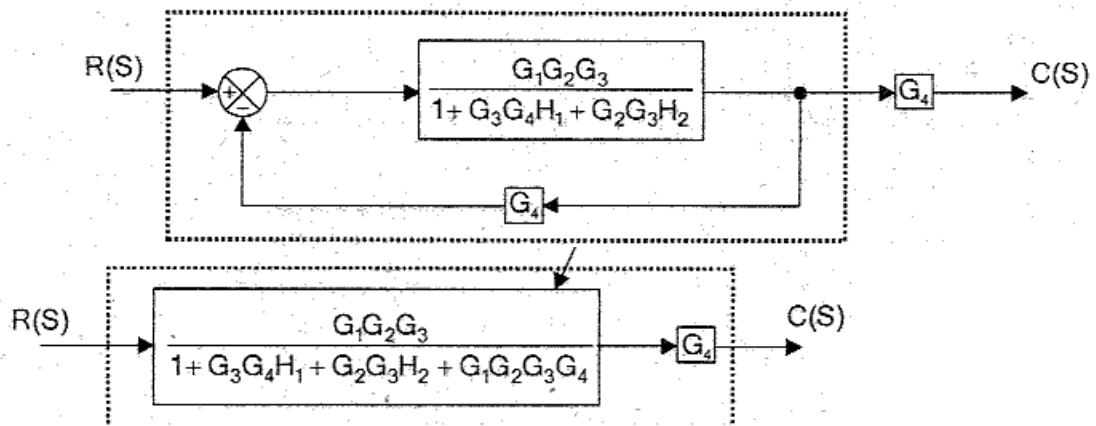 R(S)
+
−
G₁G₂G₃
1+ G₃G₄H₁ + G₂G₃H₂
G₄
C(S)
G₄
R(S)
G₁G₂G₃
1+ G₃G₄H₁ + G₂G₃H₂ + G₁G₂G₃G₄
G₄
C(S)